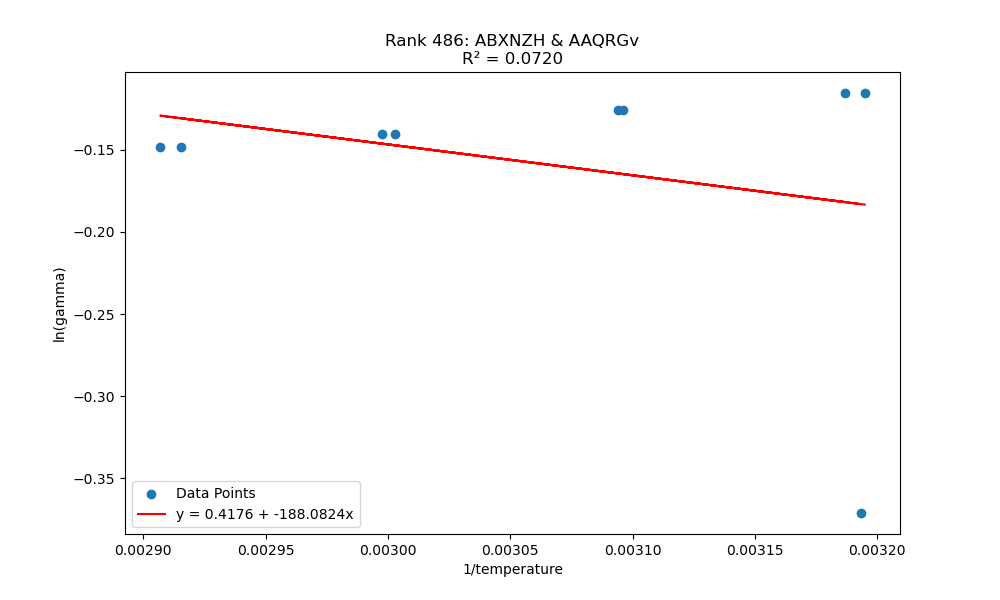 Rank 486: ABXNZH & AAQRGv
R² = 0.0720
ln(gamma)
−0.15
−0.20
−0.25
−0.30
−0.35
Data Points
y = 0.4176 + -188.0824x
0.00290 0.00295 0.00300 0.00305 0.00310 0.00315 0.00320
1/temperature